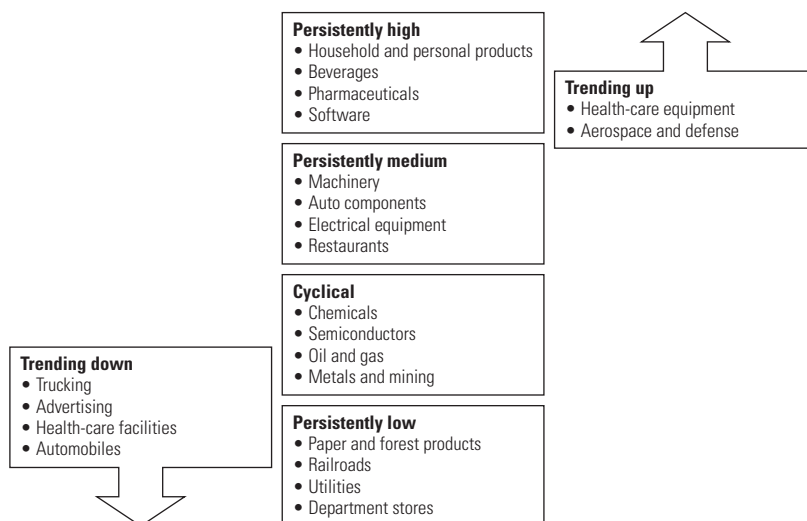 Persistently high
• Household and personal products
• Beverages
• Pharmaceuticals
• Software
Trending up
• Health-care equipment
• Aerospace and defense
Persistently medium
• Machinery
• Auto components
• Electrical equipment
• Restaurants
Cyclical
• Chemicals
• Semiconductors
• Oil and gas
• Metals and mining
Trending down
• Trucking
• Advertising
• Health-care facilities
• Automobiles
Persistently low
• Paper and forest products
• Railroads
• Utilities
• Department stores